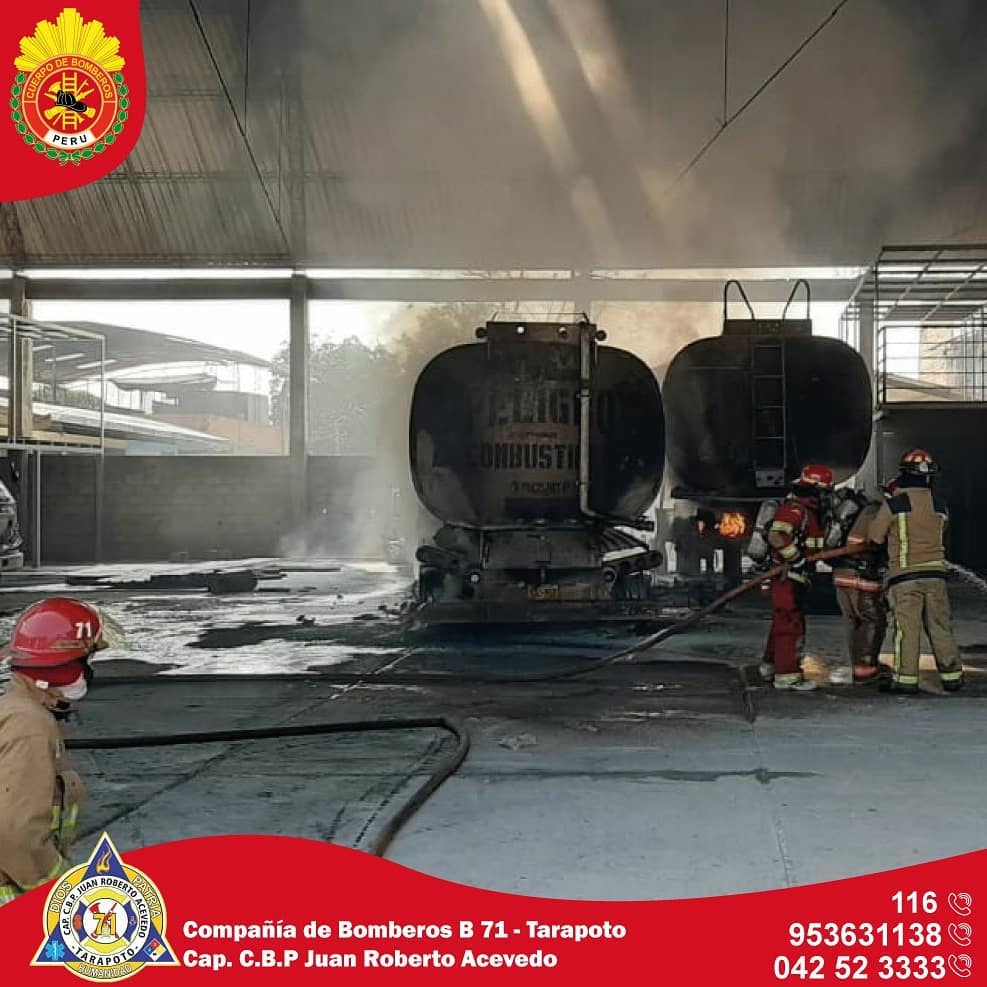 CUERPO DE BOMBEROS
PERU
PELIGRO
COMBUSTI
71
DIOS
PATRIA
CAP. C.B.P. JUAN ROBERTO ACEVEDO
71
- TARAPOTO -
HUMANIDAD
Compañía de Bomberos B 71 - Tarapoto
Cap. C.B.P Juan Roberto Acevedo
116
953631138
042 52 3333